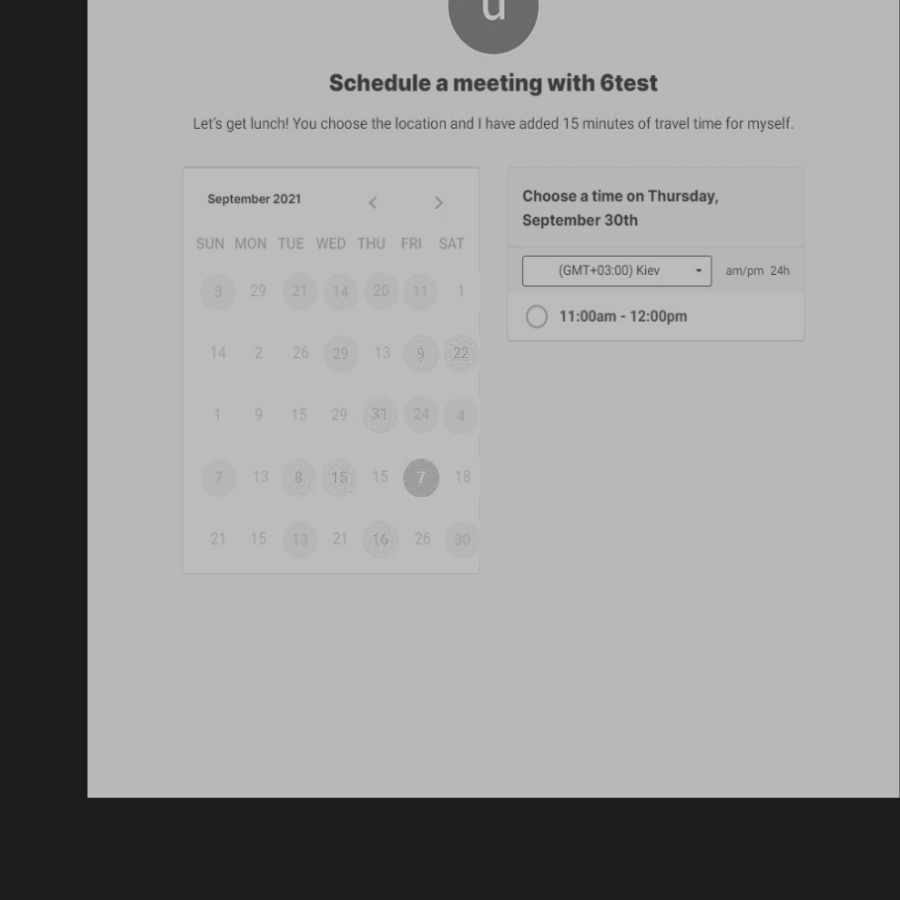 u
Schedule a meeting with 6test
Let's get lunch! You choose the location and I have added 15 minutes of travel time for myself.
September 2021
SUN MON TUE WED THU FRI SAT
3 29 21 14 20 11 1
14 2 26 29 13 9 22
1 9 15 29 31 24 4
7 13 8 15 15 7 18
21 15 13 21 16 26 30
Choose a time on Thursday,
September 30th
(GMT+03:00) Kiev am/pm 24h
11:00am - 12:00pm